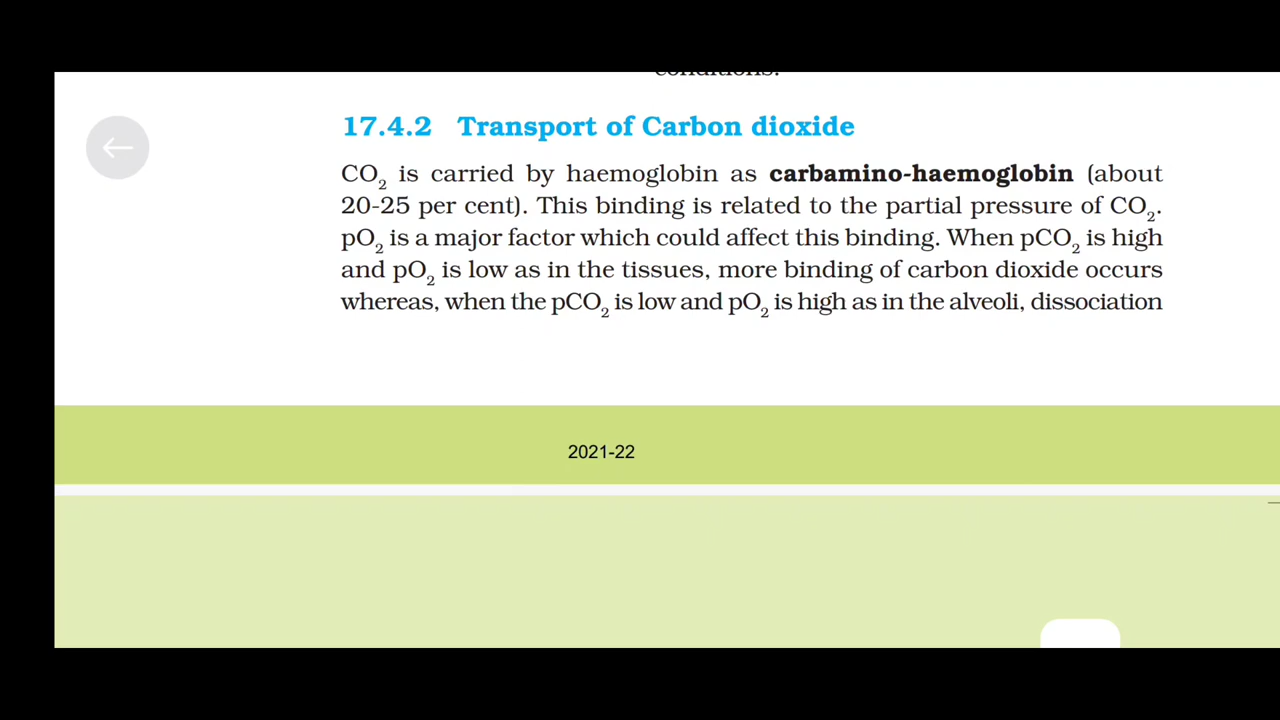 conditions.
17.4.2 Transport of Carbon dioxide
CO₂ is carried by haemoglobin as carbamino-haemoglobin (about
20-25 per cent). This binding is related to the partial pressure of CO₂.
pO₂ is a major factor which could affect this binding. When pCO₂ is high
and pO₂ is low as in the tissues, more binding of carbon dioxide occurs
whereas, when the pCO₂ is low and pO₂ is high as in the alveoli, dissociation
2021-22